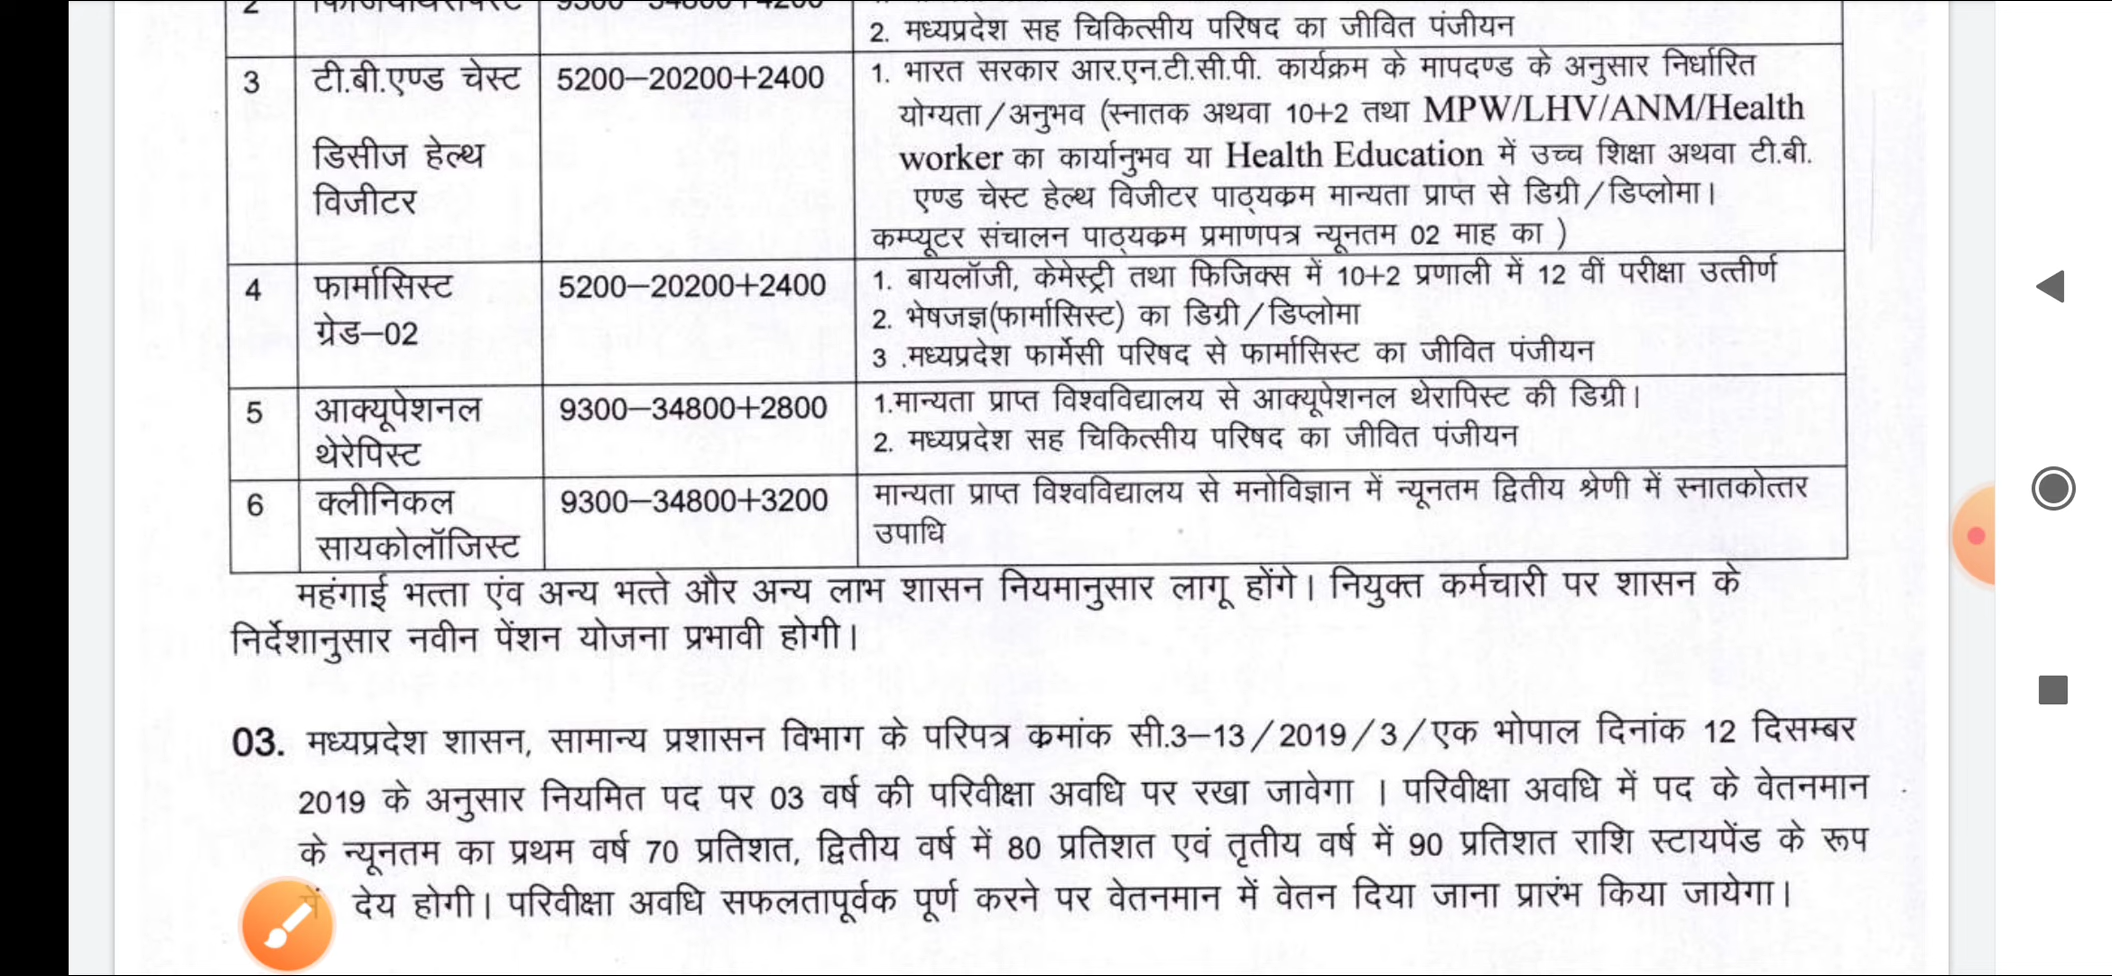 2. मध्यप्रदेश सह चिकित्सीय परिषद का जीवित पंजीयन
3 टी.बी.एण्ड चेस्ट 5200–20200+2400 1. भारत सरकार आर.एन.टी.सी.पी. कार्यक्रम के मापदण्ड के अनुसार निर्धारित
योग्यता/अनुभव (स्नातक अथवा 10+2 तथा MPW/LHV/ANM/Health
डिसीज हेल्थ worker का कार्यानुभव या Health Education में उच्च शिक्षा अथवा टी.बी.
विजीटर एण्ड चेस्ट हेल्थ विजीटर पाठ्यक्रम मान्यता प्राप्त से डिग्री/डिप्लोमा।
कम्प्यूटर संचालन पाठ्यक्रम प्रमाणपत्र न्यूनतम 02 माह का )
4 फार्मासिस्ट 5200–20200+2400 1. बायलॉजी, केमेस्ट्री तथा फिजिक्स में 10+2 प्रणाली में 12 वीं परीक्षा उत्तीर्ण
ग्रेड–02 2. भेषजज्ञ(फार्मासिस्ट) का डिग्री/डिप्लोमा
3 .मध्यप्रदेश फार्मेसी परिषद से फार्मासिस्ट का जीवित पंजीयन
5 आक्यूपेशनल 9300–34800+2800 1.मान्यता प्राप्त विश्वविद्यालय से आक्यूपेशनल थेरापिस्ट की डिग्री।
थेरेपिस्ट 2. मध्यप्रदेश सह चिकित्सीय परिषद का जीवित पंजीयन
6 क्लीनिकल 9300–34800+3200 मान्यता प्राप्त विश्वविद्यालय से मनोविज्ञान में न्यूनतम द्वितीय श्रेणी में स्नातकोत्तर
सायकोलॉजिस्ट उपाधि
महंगाई भत्ता एंव अन्य भत्ते और अन्य लाभ शासन नियमानुसार लागू होंगे। नियुक्त कर्मचारी पर शासन के
निर्देशानुसार नवीन पेंशन योजना प्रभावी होगी।
03. मध्यप्रदेश शासन, सामान्य प्रशासन विभाग के परिपत्र क्रमांक सी.3–13/2019/3/एक भोपाल दिनांक 12 दिसम्बर
2019 के अनुसार नियमित पद पर 03 वर्ष की परिवीक्षा अवधि पर रखा जावेगा । परिवीक्षा अवधि में पद के वेतनमान
के न्यूनतम का प्रथम वर्ष 70 प्रतिशत, द्वितीय वर्ष में 80 प्रतिशत एवं तृतीय वर्ष में 90 प्रतिशत राशि स्टायपेंड के रूप
में देय होगी। परिवीक्षा अवधि सफलतापूर्वक पूर्ण करने पर वेतनमान में वेतन दिया जाना प्रारंभ किया जायेगा।